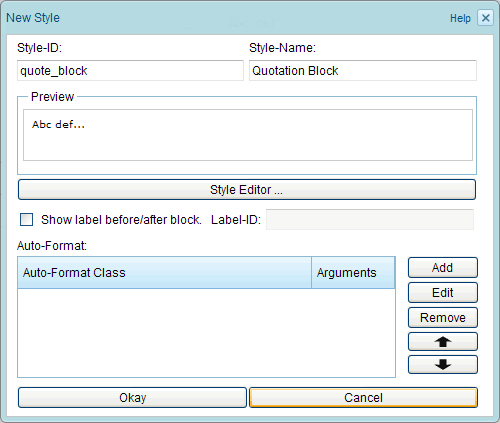 New Style Help
Style-ID: Style-Name:
quote_block Quotation Block
Preview
Abc def...
Style Editor ...
Show label before/after block. Label-ID:
Auto-Format:
Auto-Format Class Arguments
Add
Edit
Remove
Okay Cancel